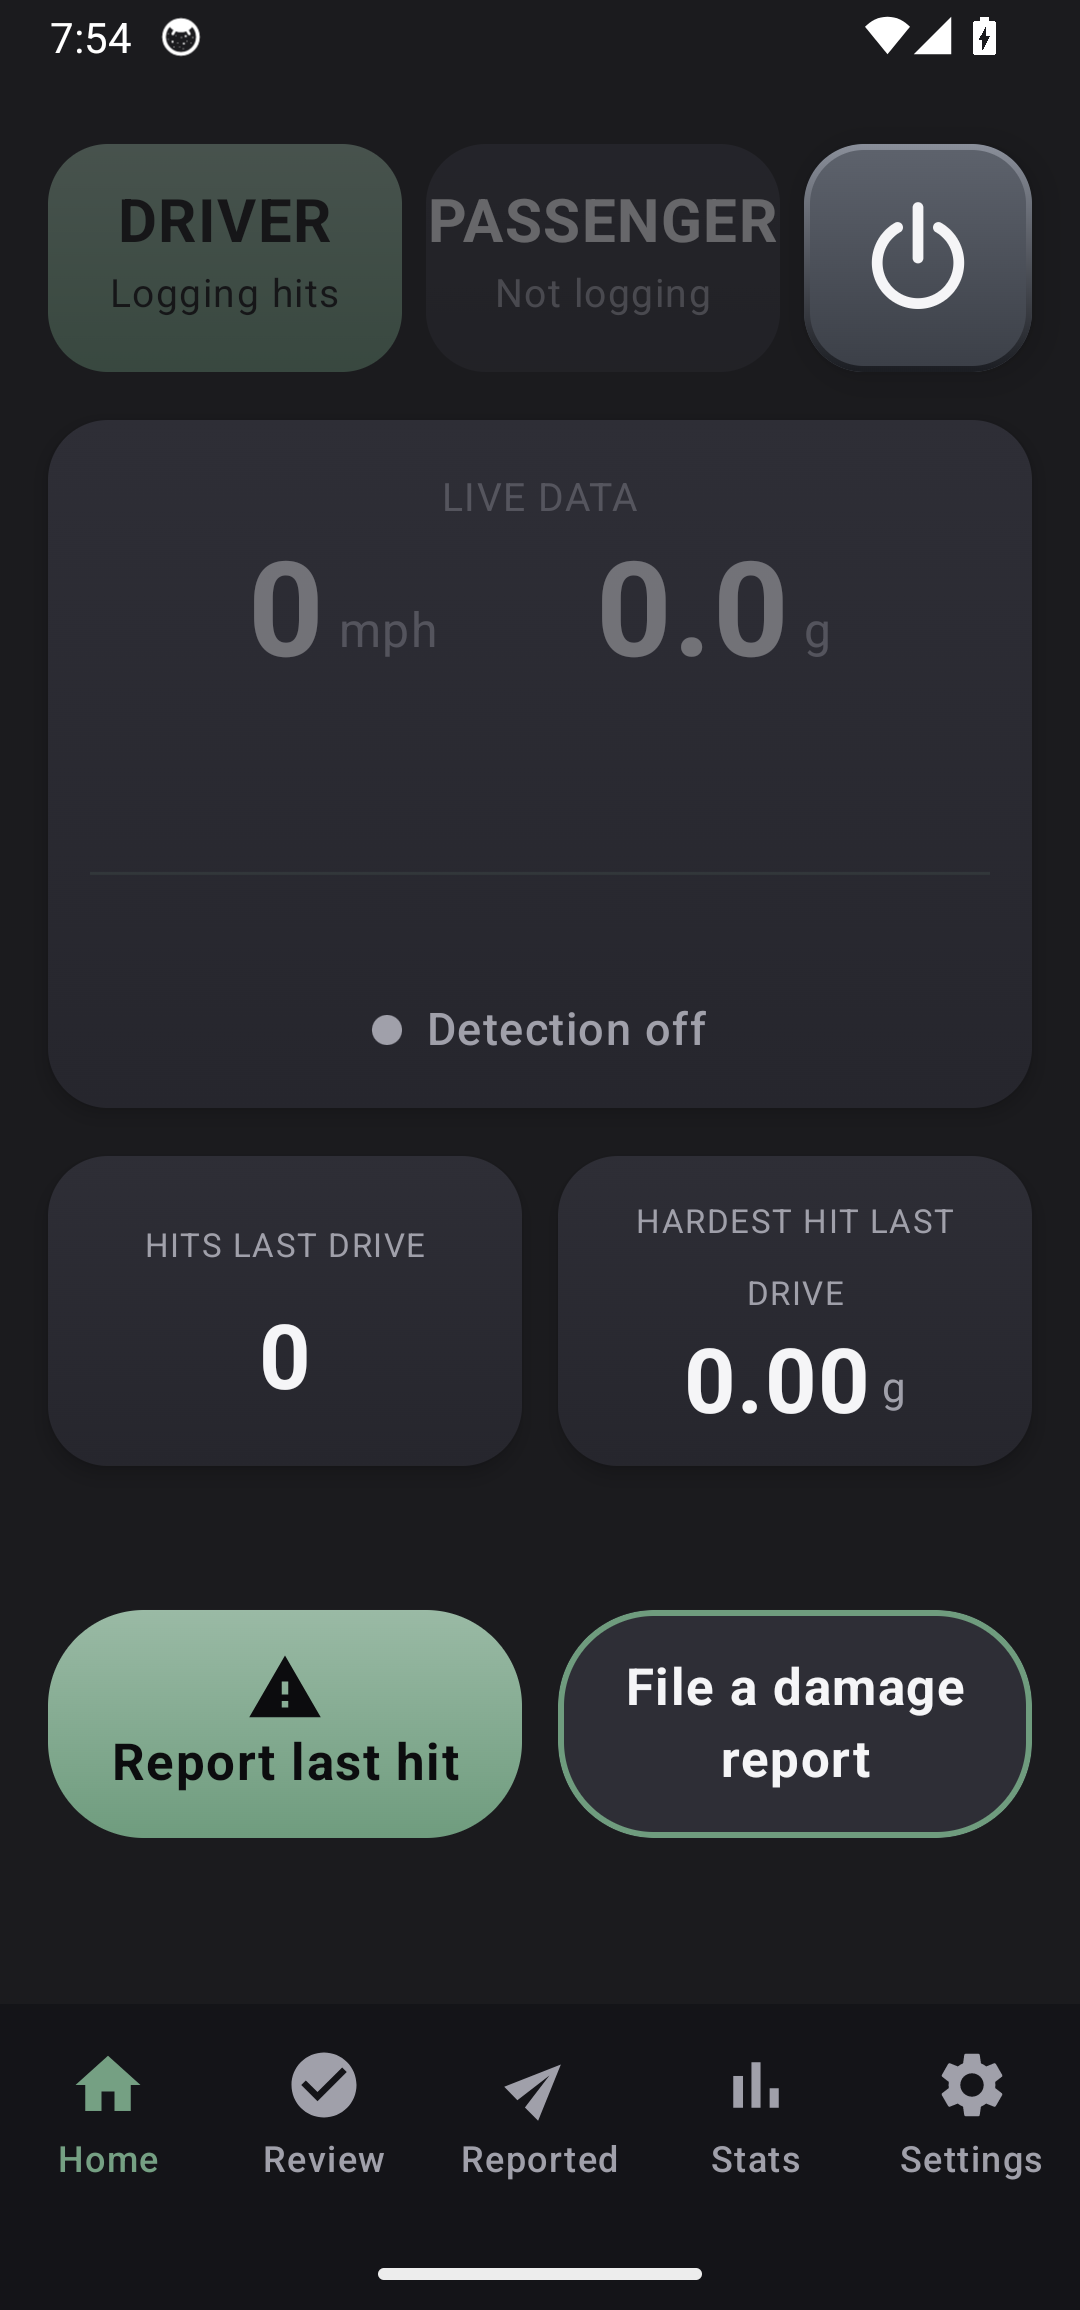 7:54
DRIVER
Logging hits
PASSENGER
Not logging
LIVE DATA
0 mph
0.0 g
Detection off
HITS LAST DRIVE
0
HARDEST HIT LAST
DRIVE
0.00 g
Report last hit
File a damage
report
Home
Review
Reported
Stats
Settings